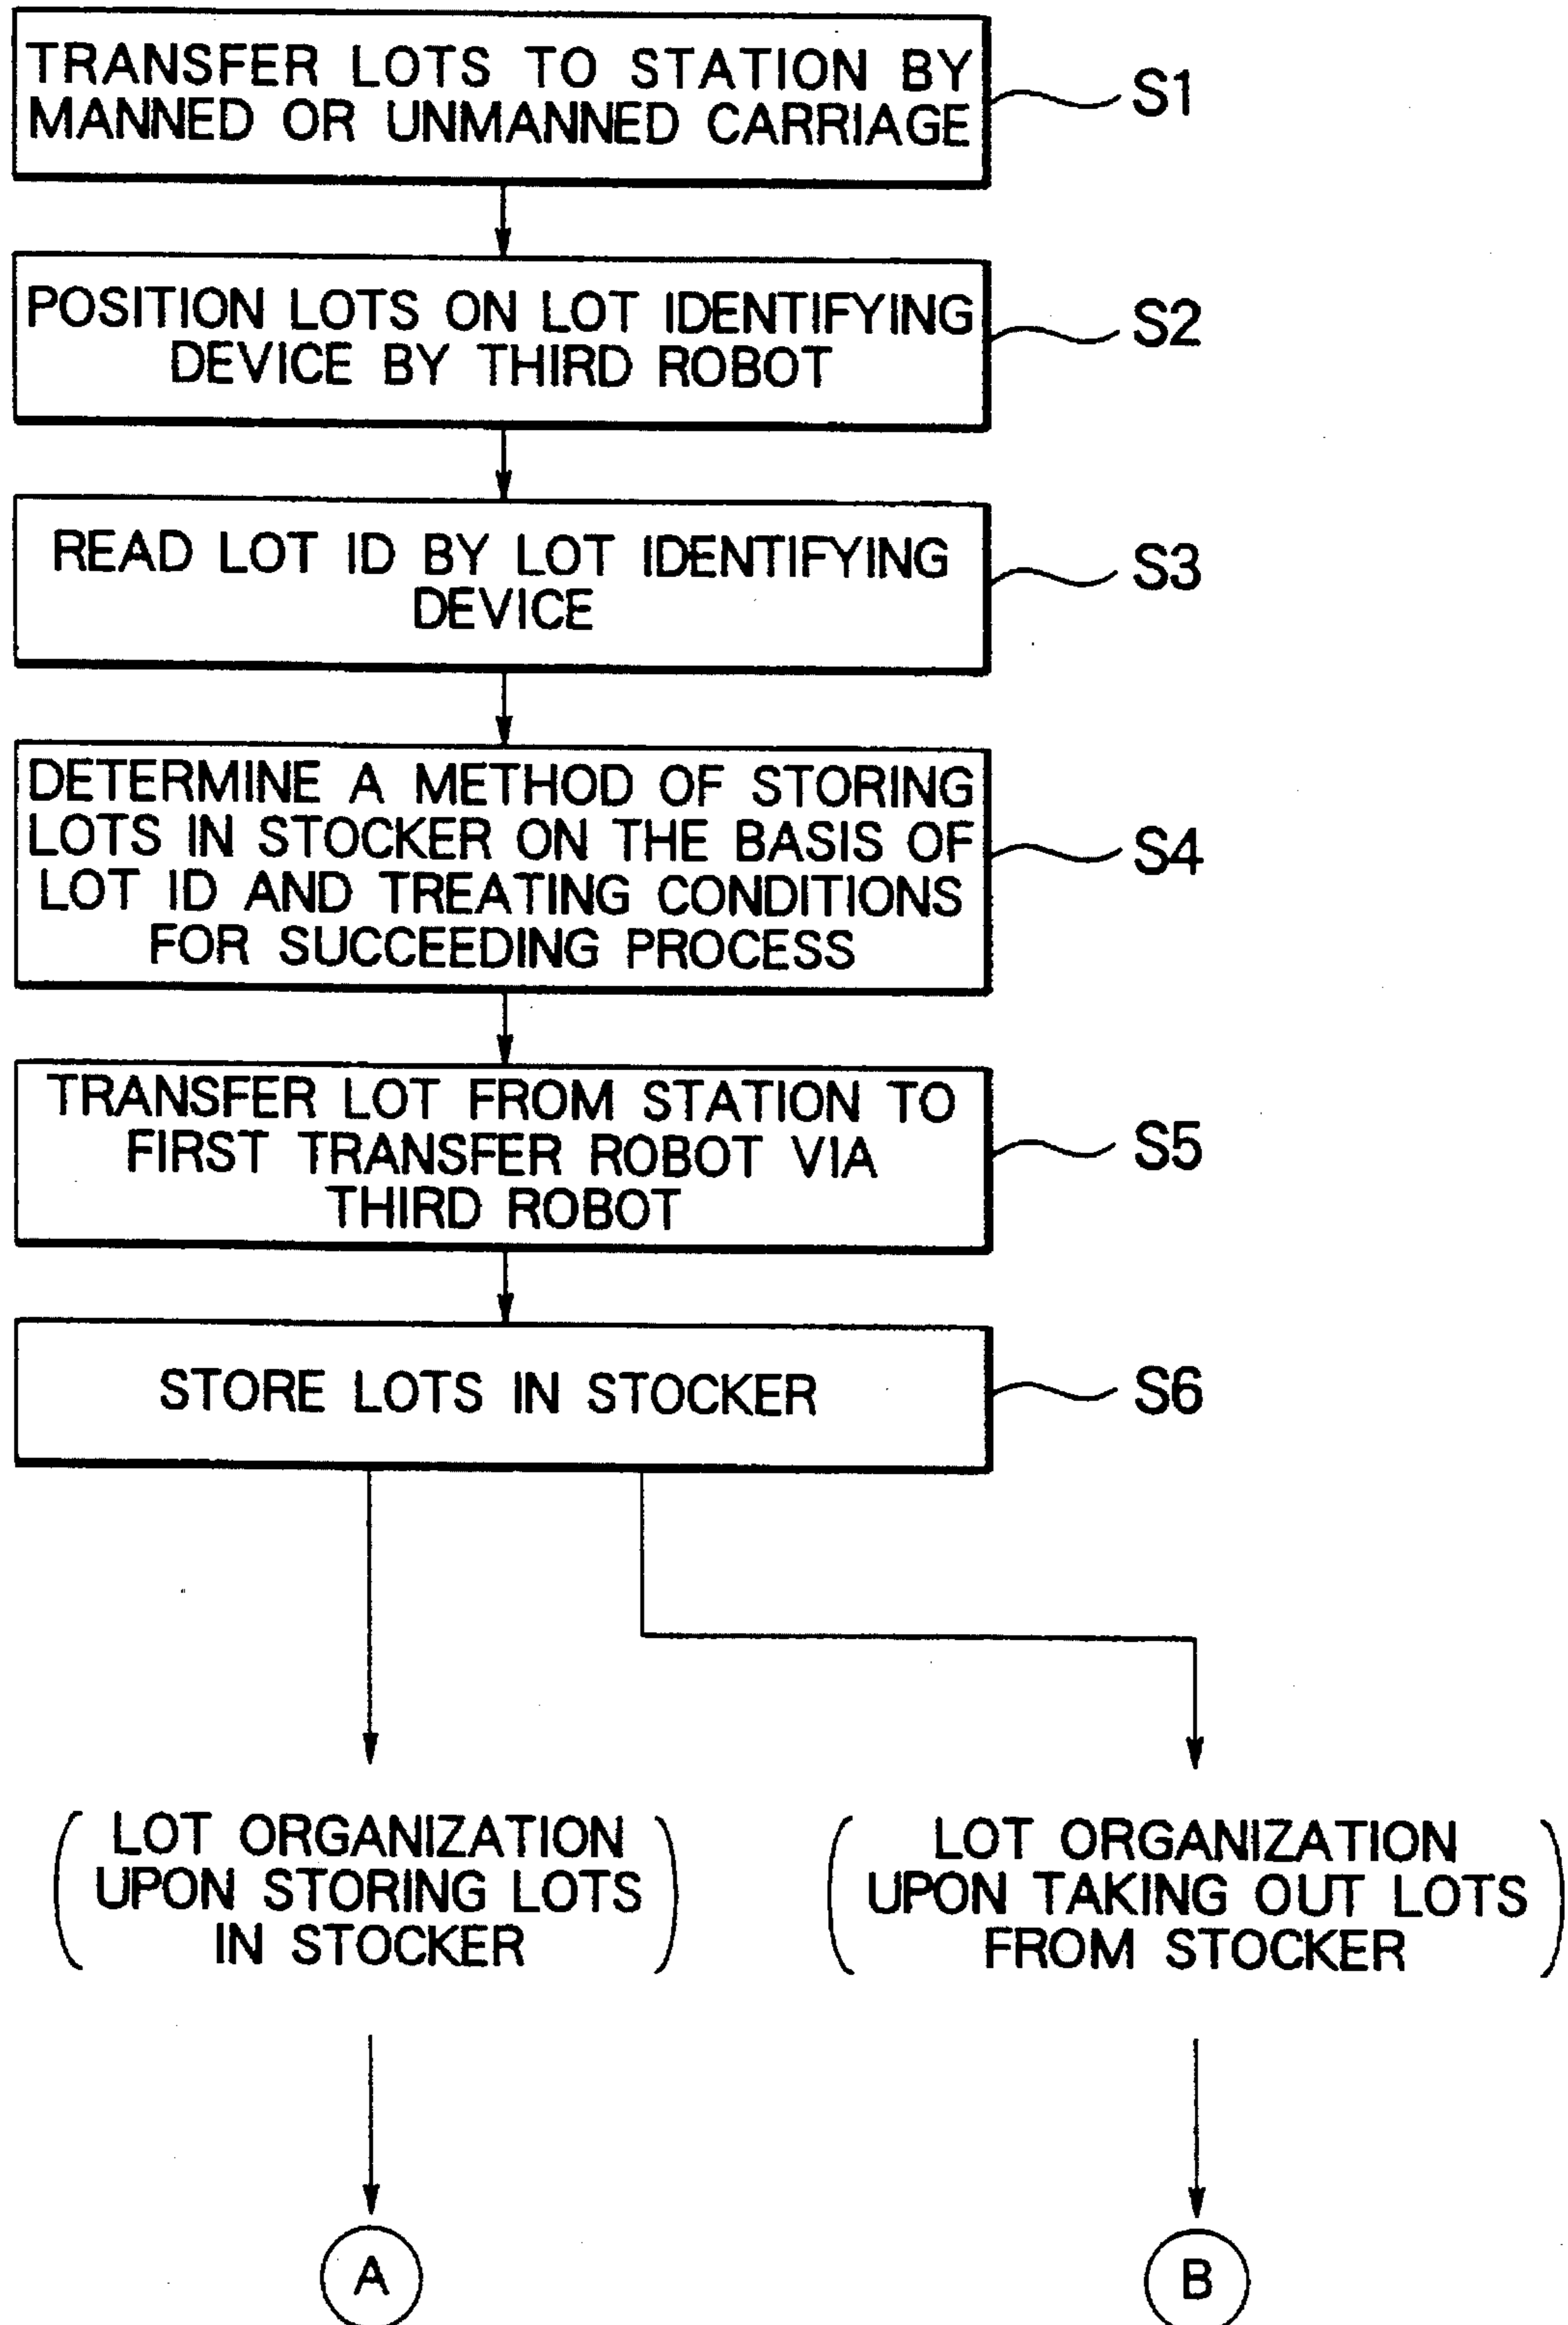 TRANSFER LOTS TO STATION BY
MANNED OR UNMANNED CARRIAGE
S1
POSITION LOTS ON LOT IDENTIFYING
DEVICE BY THIRD ROBOT
S2
READ LOT ID BY LOT IDENTIFYING
DEVICE
S3
DETERMINE A METHOD OF STORING
LOTS IN STOCKER ON THE BASIS OF
LOT ID AND TREATING CONDITIONS
FOR SUCCEEDING PROCESS
S4
TRANSFER LOT FROM STATION TO
FIRST TRANSFER ROBOT VIA
THIRD ROBOT
S5
STORE LOTS IN STOCKER
S6
LOT ORGANIZATION
UPON STORING LOTS
IN STOCKER
LOT ORGANIZATION
UPON TAKING OUT LOTS
FROM STOCKER
A
B